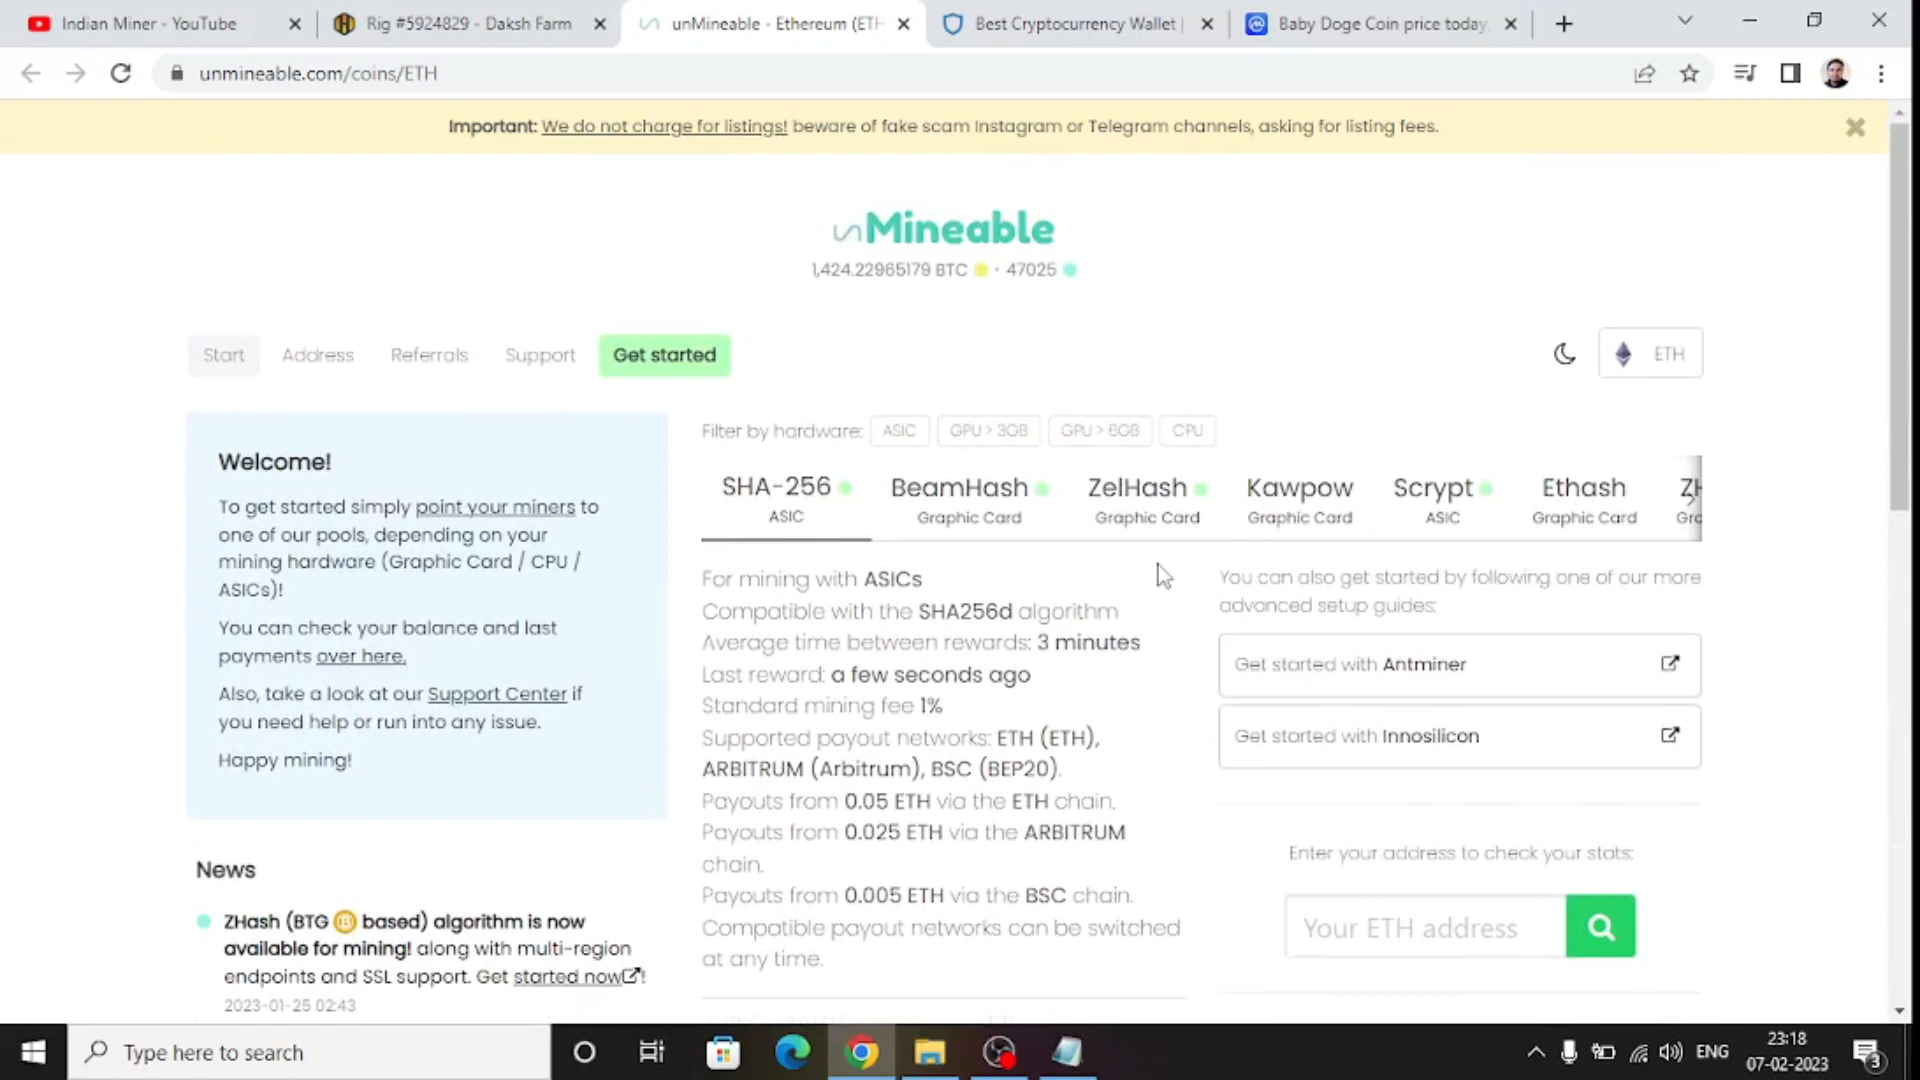 Indian Miner - YouTube
Rig #5924829 - Daksh Farm
unMineable - Ethereum (ETH
Best Cryptocurrency Wallet |
Baby Doge Coin price today,
unmineable.com/coins/ETH
Important: We do not charge for listings! beware of fake scam Instagram or Telegram channels, asking for listing fees.
unMineable
1,424.22965179 BTC · 47025
Start
Address
Referrals
Support
Get started
ETH
Welcome!
To get started simply point your miners to
one of our pools, depending on your
mining hardware (Graphic Card / CPU /
ASICs)!
You can check your balance and last
payments over here.
Also, take a look at our Support Center if
you need help or run into any issue.
Happy mining!
News
ZHash (BTG based) algorithm is now
available for mining! along with multi-region
endpoints and SSL support. Get started now!
2023-01-25 02:43
Filter by hardware: ASIC GPU > 3GB GPU > 6GB CPU
SHA-256 BeamHash ZelHash Kawpow Scrypt Ethash
ASIC Graphic Card Graphic Card Graphic Card ASIC Graphic Card
For mining with ASICs
Compatible with the SHA256d algorithm
Average time between rewards: 3 minutes
Last reward: a few seconds ago
Standard mining fee 1%
Supported payout networks: ETH (ETH),
ARBITRUM (Arbitrum), BSC (BEP20).
Payouts from 0.05 ETH via the ETH chain.
Payouts from 0.025 ETH via the ARBITRUM
chain.
Payouts from 0.005 ETH via the BSC chain.
Compatible payout networks can be switched
at any time.
You can also get started by following one of our more
advanced setup guides:
Get started with Antminer
Get started with Innosilicon
Enter your address to check your stats:
Your ETH address
Type here to search
ENG
23:18
07-02-2023
3